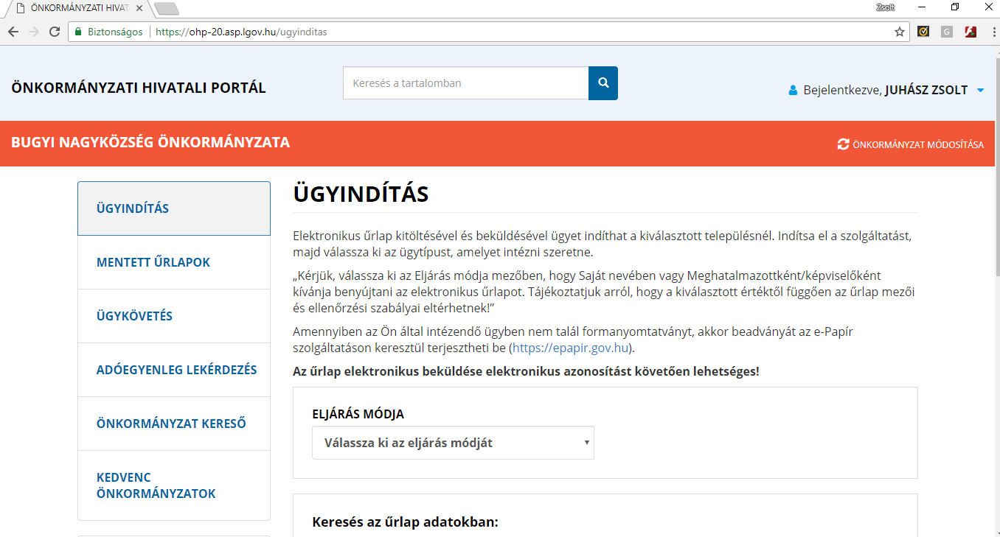 ÖNKORMÁNYZATI HIVAT
Zsolt
Biztonságos https://ohp-20.asp.lgov.hu/ugyinditas
G
ÖNKORMÁNYZATI HIVATALI PORTÁL
Keresés a tartalomban
Bejelentkezve, JUHÁSZ ZSOLT
BUGYI NAGYKÖZSÉG ÖNKORMÁNYZATA
ÖNKORMÁNYZAT MÓDOSÍTÁSA
ÜGYINDÍTÁS
MENTETT ŰRLAPOK
ÜGYKÖVETÉS
ADÓEGYENLEG LEKÉRDEZÉS
ÖNKORMÁNYZAT KERESŐ
KEDVENC
ÖNKORMÁNYZATOK
ÜGYINDÍTÁS
Elektronikus űrlap kitöltésével és beküldésével ügyet indíthat a kiválasztott településnél. Indítsa el a szolgáltatást,
majd válassza ki az ügytípust, amelyet intézni szeretne.
„Kérjük, válassza ki az Eljárás módja mezőben, hogy Saját nevében vagy Meghatalmazottként/képviselőként
kívánja benyújtani az elektronikus űrlapot. Tájékoztatjuk arról, hogy a kiválasztott értéktől függően az űrlap mezői
és ellenőrzési szabályai eltérhetnek!”
Amennyiben az Ön által intézendő ügyben nem talál formanyomtatványt, akkor beadványát az e-Papír
szolgáltatáson keresztül terjesztheti be (https://epapir.gov.hu).
Az űrlap elektronikus beküldése elektronikus azonosítást követően lehetséges!
ELJÁRÁS MÓDJA
Válassza ki az eljárás módját
Keresés az űrlap adatokban: